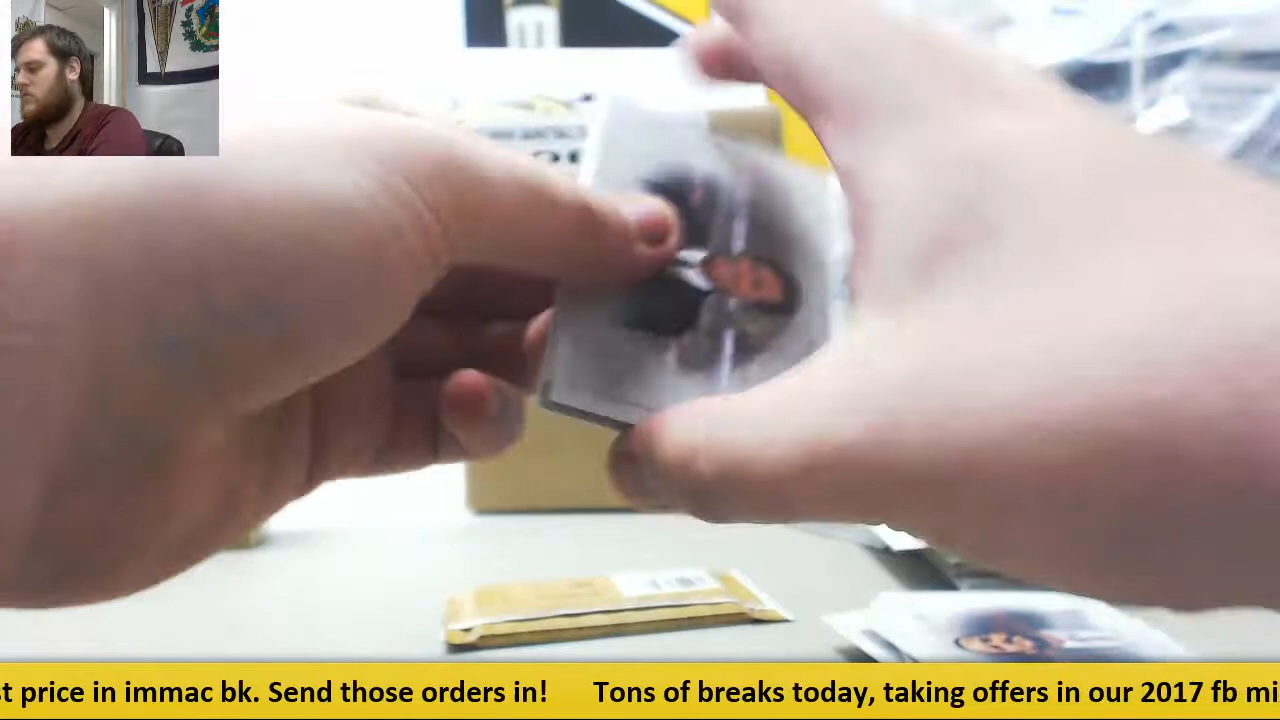 st price in immac bk. Send those orders in! Tons of breaks today, taking offers in our 2017 fb mi